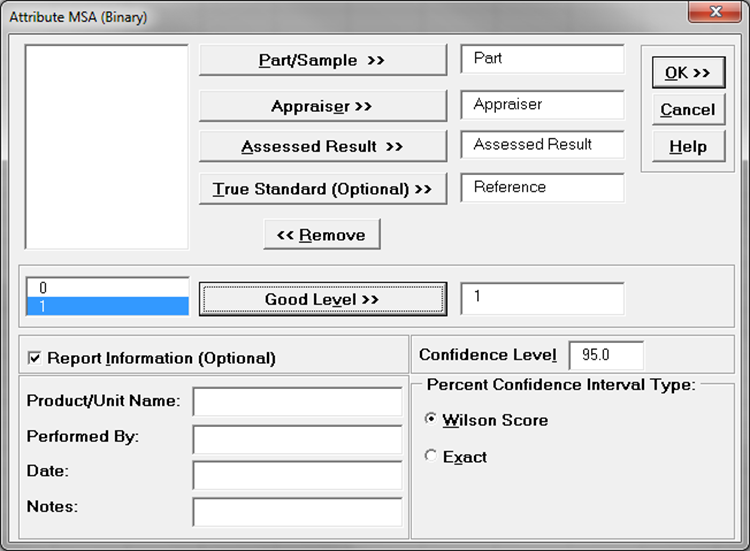 Attribute MSA (Binary)
Part/Sample >> Part
OK >>
Appraiser >> Appraiser
Cancel
Assessed Result >> Assessed Result
Help
True Standard (Optional) >> Reference
<< Remove
0
1
Good Level >> 1
Report Information (Optional)
Confidence Level 95.0
Product/Unit Name:
Performed By:
Date:
Notes:
Percent Confidence Interval Type:
Wilson Score
Exact